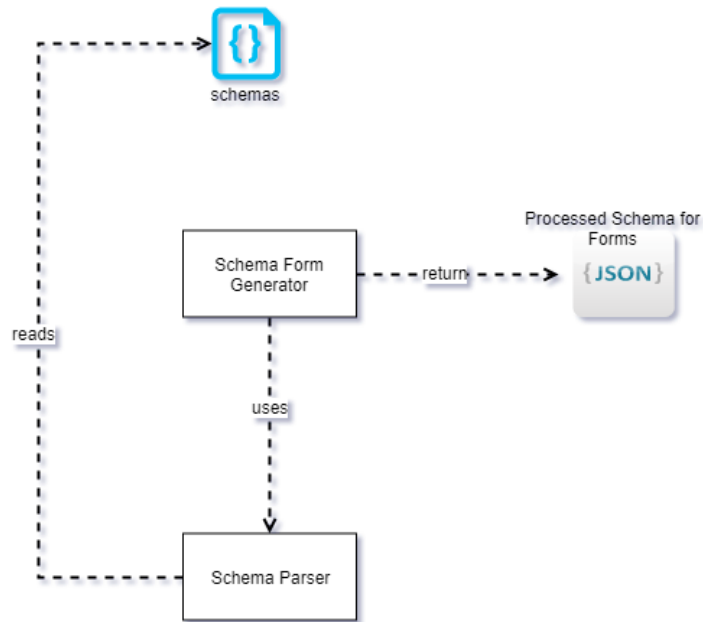 {}
schemas
Processed Schema for
Forms
Schema Form
Generator
return
{JSON}
reads
uses
Schema Parser